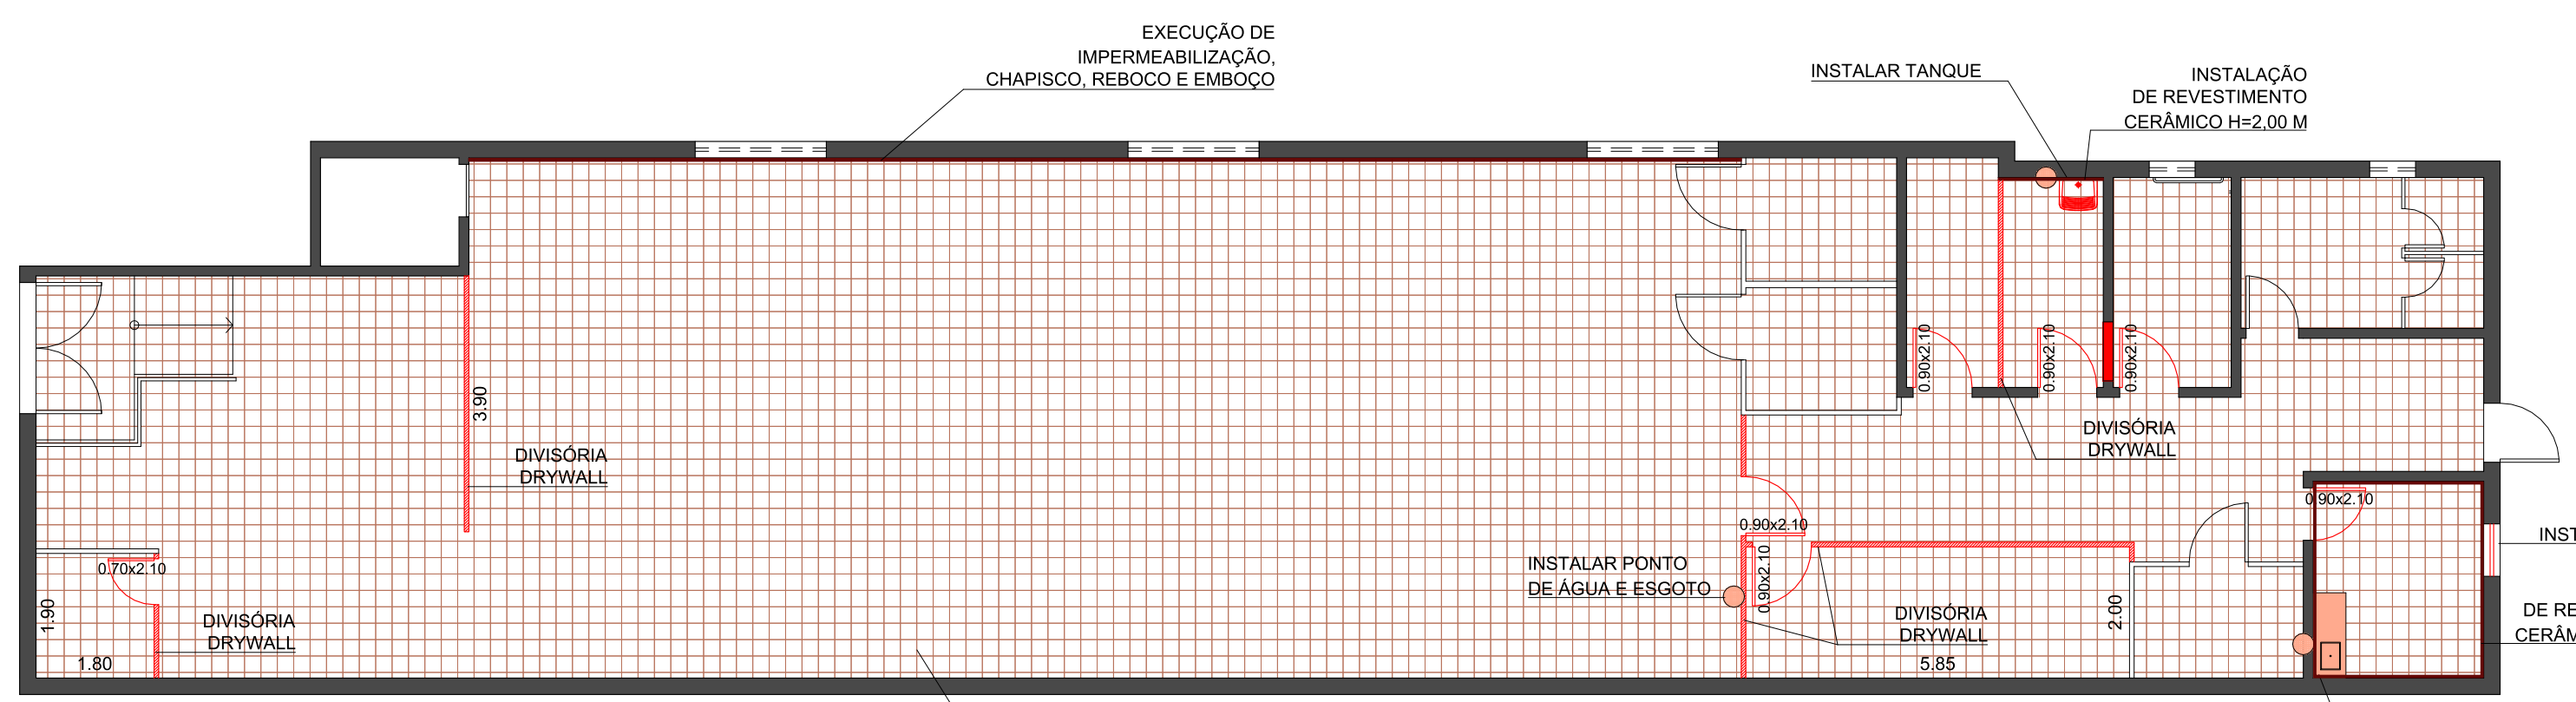 EXECUÇÃO DE
IMPERMEABILIZAÇÃO,
CHAPISCO, REBOCO E EMBOÇO
INSTALAR TANQUE
INSTALAÇÃO
DE REVESTIMENTO
CERÂMICO H=2,00 M
0.90x2.10
0.90x2.10
0.90x2.10
3.90
DIVISÓRIA
DRYWALL
DIVISÓRIA
DRYWALL
0.90x2.10
0.90x2.10
0.90x2.10
INST
INSTALAR PONTO
DE ÁGUA E ESGOTO
0.70x2.10
1.90
DIVISÓRIA
DRYWALL
1.80
DIVISÓRIA
DRYWALL
5.85
2.00
DE RE
CERÂM